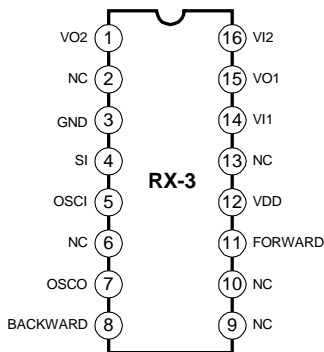 VO2 1 16 VI2
NC 2 15 VO1
GND 3 14 VI1
SI 4 13 NC
RX-3
OSCI 5 12 VDD
NC 6 11 FORWARD
OSCO 7 10 NC
BACKWARD 8 9 NC